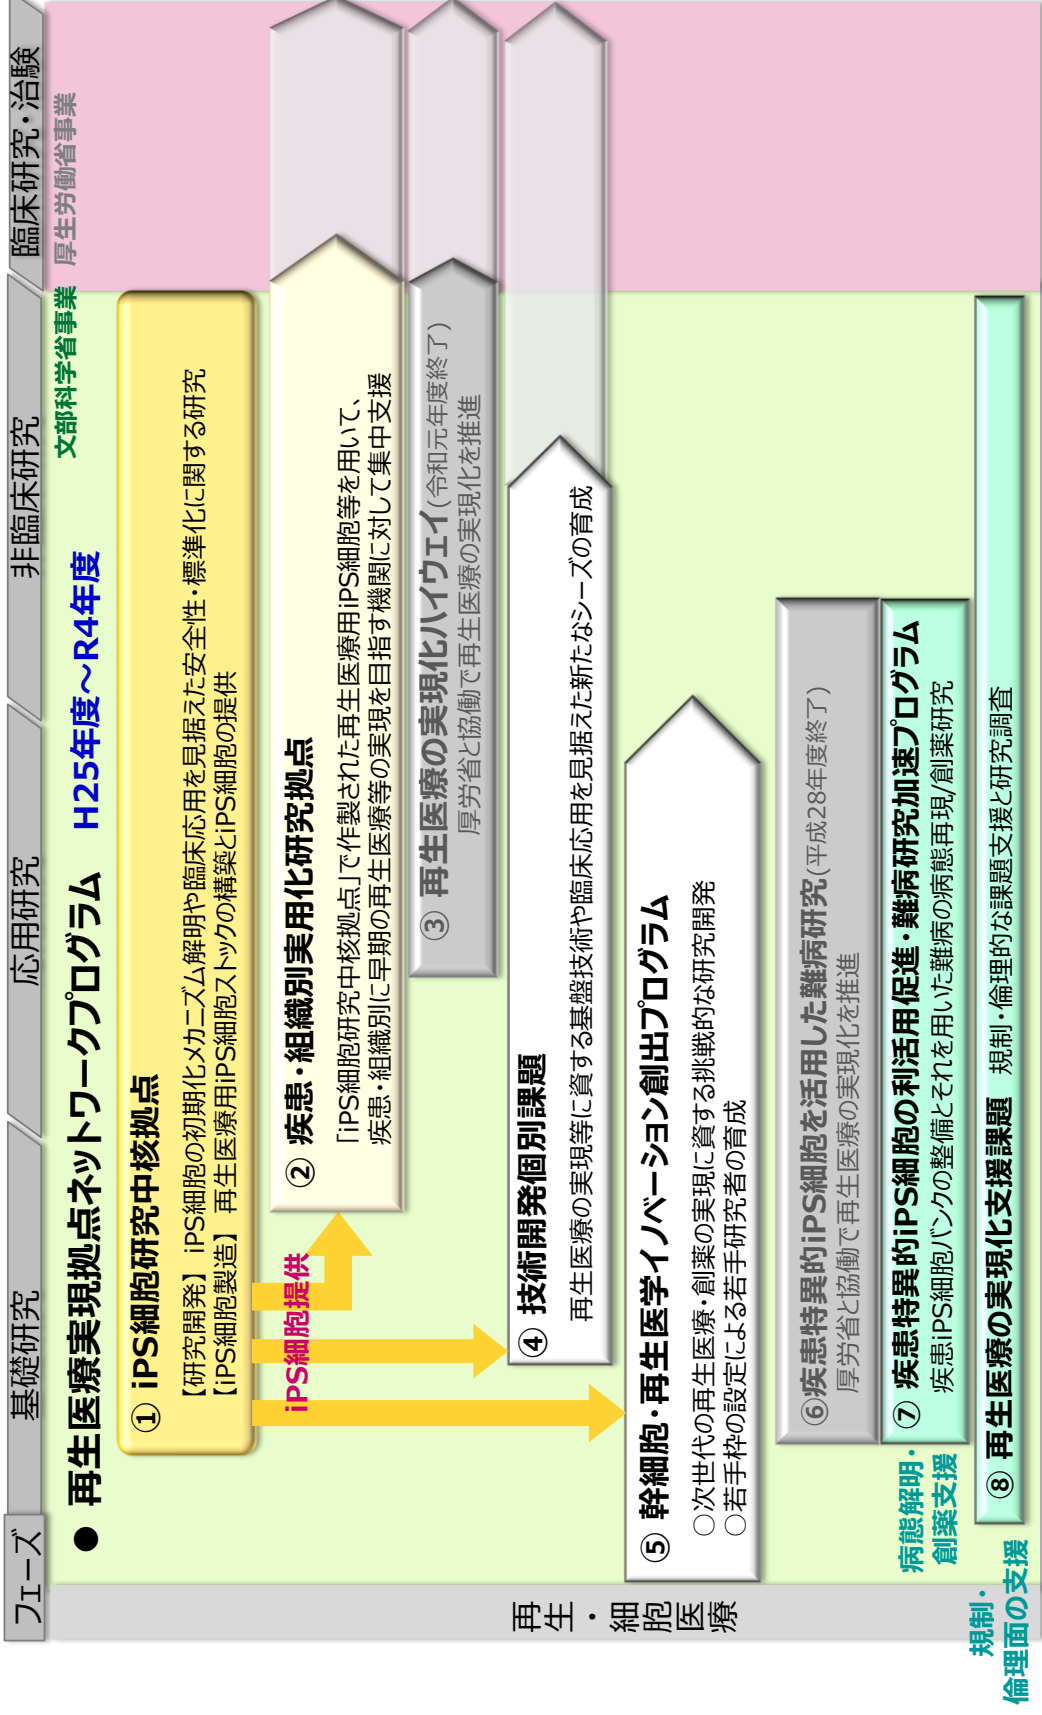 フェーズ
基礎研究
応用研究
非臨床研究
臨床研究・治験
● 再生医療実現拠点ネットワークプログラム H25年度～R4年度
文部科学省事業 厚生労働省事業
① iPS細胞研究中核拠点
【研究開発】 iPS細胞の初期化メカニズム解明や臨床応用を見据えた安全性・標準化に関する研究
【iPS細胞製造】 再生医療用iPS細胞ストックの構築とiPS細胞の提供
iPS細胞提供
② 疾患・組織別実用化研究拠点
「iPS細胞研究中核拠点」で作製された再生医療用iPS細胞等を用いて、
疾患・組織別に早期の再生医療等の実現を目指す機関に対して集中支援
③ 再生医療の実現化ハイウェイ(令和元年度終了)
厚労省と協働で再生医療の実現化を推進
④ 技術開発個別課題
再生医療の実現等に資する基盤技術や臨床応用を見据えた新たなシーズの育成
再生・細胞医療
⑤ 幹細胞・再生医学イノベーション創出プログラム
○次世代の再生医療・創薬の実現に資する挑戦的な研究開発
○若手枠の設定による若手研究者の育成
⑥疾患特異的iPS細胞を活用した難病研究(平成28年度終了)
厚労省と協働で再生医療の実現化を推進
病態解明・
創薬支援
⑦ 疾患特異的iPS細胞の利活用促進・難病研究加速プログラム
疾患iPS細胞バンクの整備とそれを用いた難病の病態再現/創薬研究
規制・
倫理面の支援
⑧ 再生医療の実現化支援課題 規制・倫理的な課題支援と研究調査